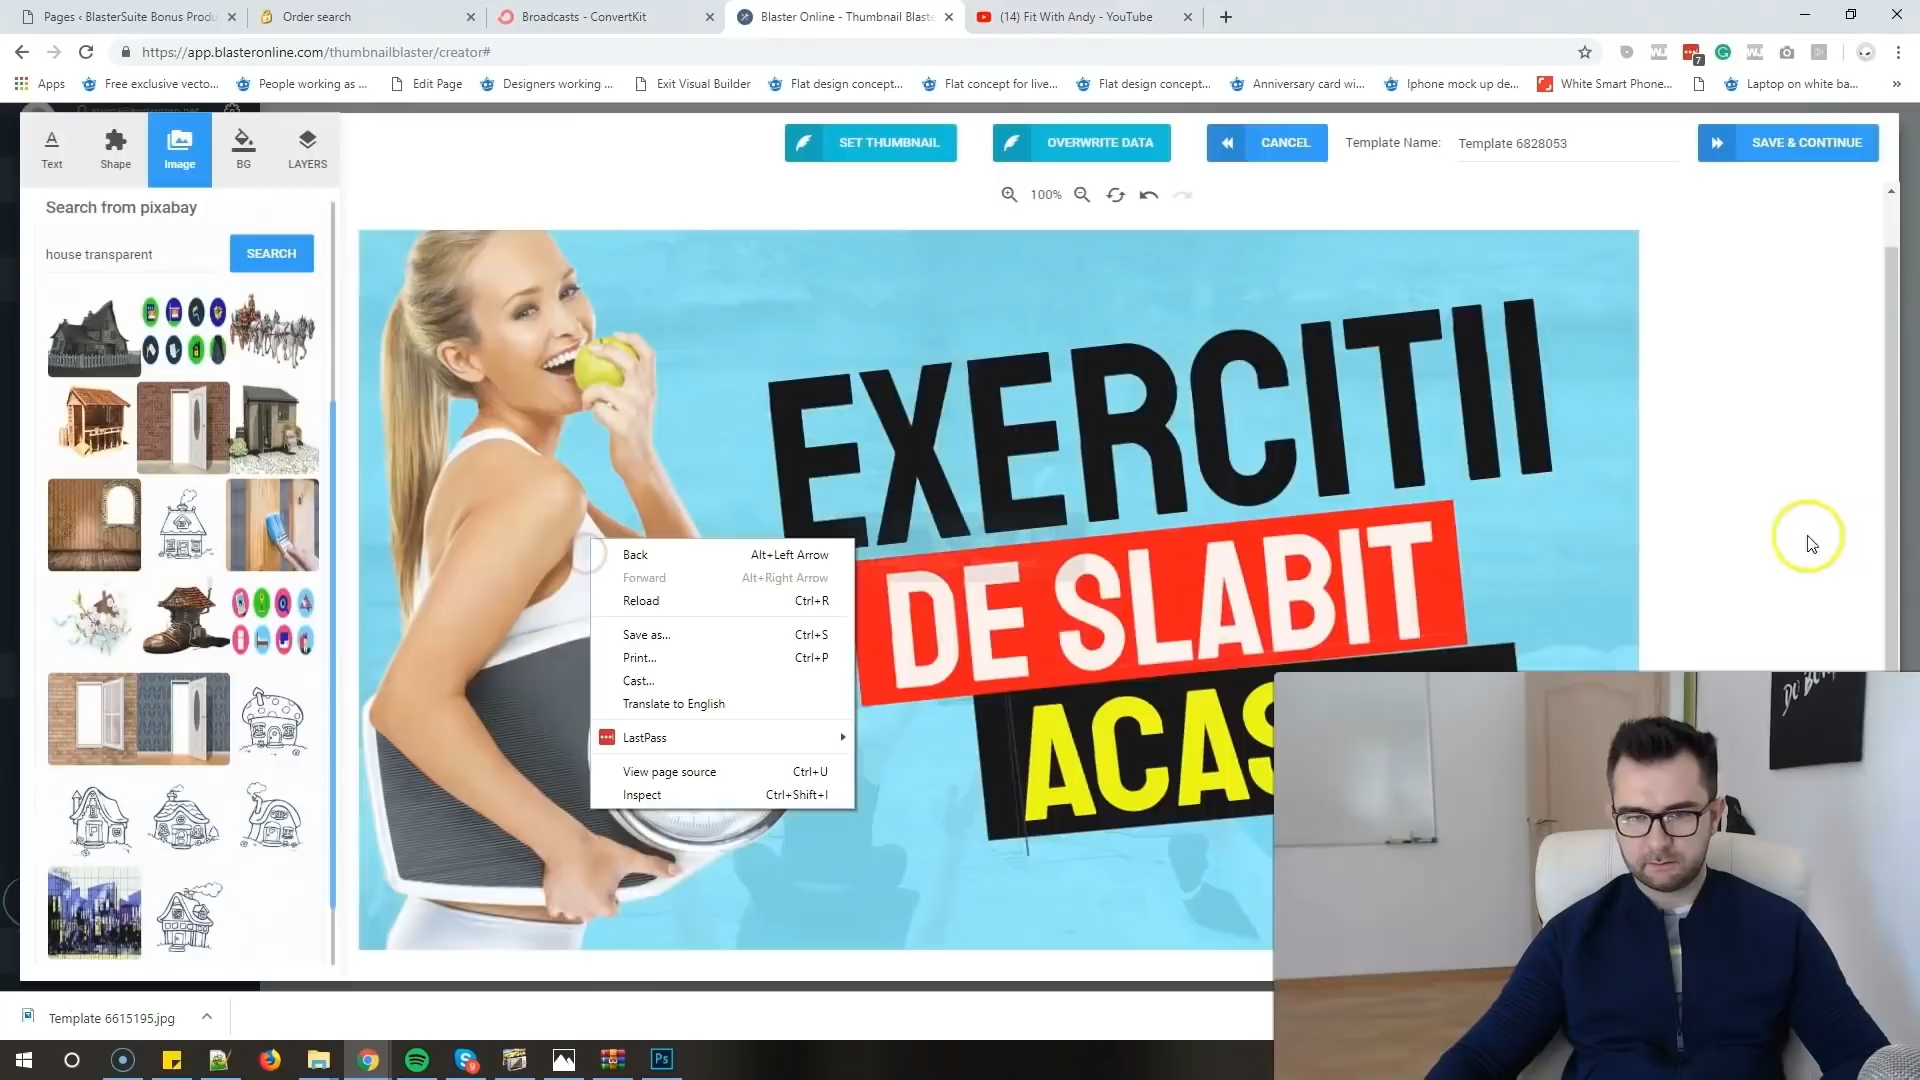 Pages ‹ BlasterSuite Bonus Produ
Order search
Broadcasts - ConvertKit
Blaster Online - Thumbnail Blaste
(14) Fit With Andy - YouTube
https://app.blasteronline.com/thumbnailblaster/creator#
7
Apps
Free exclusive vecto...
People working as ...
Edit Page
Designers working ...
Exit Visual Builder
Flat design concept...
Flat concept for live...
Flat design concept...
Anniversary card wi...
Iphone mock up de...
White Smart Phone...
Laptop on white ba...
Text
Shape
Image
BG
LAYERS
SET THUMBNAIL
OVERWRITE DATA
CANCEL
Template Name:
Template 6828053
SAVE & CONTINUE
100%
Search from pixabay
house transparent
SEARCH
EXERCITII
DE SLABIT
ACAS
Back Alt+Left Arrow
Forward Alt+Right Arrow
Reload Ctrl+R
Save as... Ctrl+S
Print... Ctrl+P
Cast...
Translate to English
LastPass
View page source Ctrl+U
Inspect Ctrl+Shift+I
Template 6615195.jpg
Ps